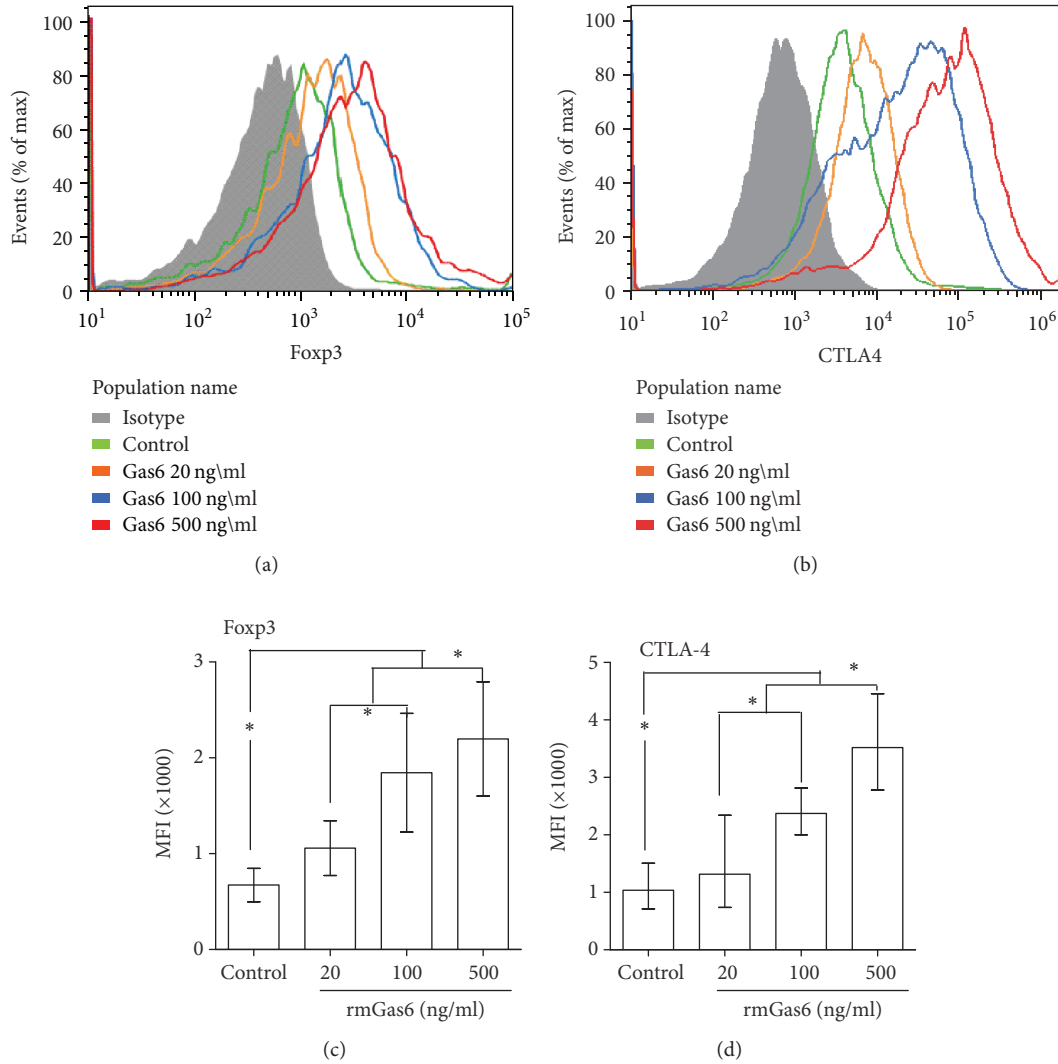 100
80
60
40
20
0
Events (% of max)
10^1 10^2 10^3 10^4 10^5
Foxp3
Population name
Isotype
Control
Gas6 20 ng\ml
Gas6 100 ng\ml
Gas6 500 ng\ml
(a)
100
80
60
40
20
0
Events (% of max)
10^1 10^2 10^3 10^4 10^5 10^6
CTLA4
Population name
Isotype
Control
Gas6 20 ng\ml
Gas6 100 ng\ml
Gas6 500 ng\ml
(b)
Foxp3
3
2
1
0
MFI (×1000)
*
*
*
Control 20 100 500
rmGas6 (ng/ml)
(c)
CTLA-4
5
4
3
2
1
0
MFI (×1000)
*
*
*
Control 20 100 500
rmGas6 (ng/ml)
(d)